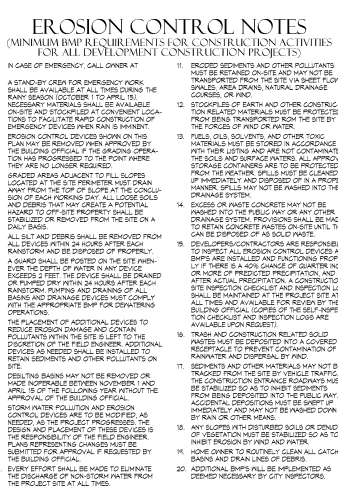 EROSION CONTROL NOTES
(MINIMUM BMP REQUIREMENTS FOR CONSTRUCTION ACTIVITIES
FOR ALL DEVELOPMENT CONSTRUCTION PROJECTS)
IN CASE OF EMERGENCY, CALL OWNER AT
A STAND-BY CREW FOR EMERGENCY WORK
SHALL BE AVAILABLE AT ALL TIMES DURING THE
RAINY SEASON (OCTOBER 1 TO APRIL 15).
NECESSARY MATERIALS SHALL BE AVAILABLE
ON-SITE AND STOCKPILED AT CONVENIENT LOCA-
TIONS TO FACILITATE RAPID CONSTRUCTION OF
EMERGENCY DEVICES WHEN RAIN IS IMMINENT.
EROSION CONTROL DEVICES SHOWN ON THIS
PLAN MAY BE REMOVED WHEN APPROVED BY
THE BUILDING OFFICIAL IF THE GRADING OPERA-
TION HAS PROGRESSED TO THE POINT WHERE
THEY ARE NO LONGER REQUIRED.
GRADED AREAS ADJACENT TO FILL SLOPES
LOCATED AT THE SITE PERIMETER MUST DRAIN
AWAY FROM THE TOP OF SLOPE AT THE CONCLU-
SION OF EACH WORKING DAY. ALL LOOSE SOILS
AND DEBRIS THAT MAY CREATE A POTENTIAL
HAZARD TO OFF-SITE PROPERTY SHALL BE
STABILIZED OR REMOVED FROM THE SITE ON A
DAILY BASIS.
ALL SILT AND DEBRIS SHALL BE REMOVED FROM
ALL DEVICES WITHIN 24 HOURS AFTER EACH
RAINSTORM AND BE DISPOSED OF PROPERLY.
A GUARD SHALL BE POSTED ON THE SITE WHEN-
EVER THE DEPTH OF WATER IN ANY DEVICE
EXCEEDS 2 FEET. THE DEVICE SHALL BE DRAINED
OR PUMPED DRY WITHIN 24 HOURS AFTER EACH
RAINSTORM. PUMPING AND DRAINING OF ALL
BASINS AND DRAINAGE DEVICES MUST COMPLY
WITH THE APPROPRIATE BMP FOR DEWATERING
OPERATIONS.
THE PLACEMENT OF ADDITIONAL DEVICES TO
REDUCE EROSION DAMAGE AND CONTAIN
POLLUTANTS WITHIN THE SITE IS LEFT TO THE
DISCRETION OF THE FIELD ENGINEER. ADDITIONAL
DEVICES AS NEEDED SHALL BE INSTALLED TO
RETAIN SEDIMENTS AND OTHER POLLUTANTS ON
SITE.
DESILTING BASINS MAY NOT BE REMOVED OR
MADE INOPERABLE BETWEEN NOVEMBER 1 AND
APRIL 15 OF THE FOLLOWING YEAR WITHOUT THE
APPROVAL OF THE BUILDING OFFICIAL.
STORM WATER POLLUTION AND EROSION
CONTROL DEVICES ARE TO BE MODIFIED, AS
NEEDED, AS THE PROJECT PROGRESSES. THE
DESIGN AND PLACEMENT OF THESE DEVICES IS
THE RESPONSIBILITY OF THE FIELD ENGINEER.
PLANS REPRESENTING CHANGES MUST BE
SUBMITTED FOR APPROVAL IF REQUESTED BY
THE BUILDING OFFICIAL.
EVERY EFFORT SHALL BE MADE TO ELIMINATE
THE DISCHARGE OF NON-STORM WATER FROM
THE PROJECT SITE AT ALL TIMES.
11. ERODED SEDIMENTS AND OTHER POLLUTANTS
MUST BE RETAINED ON-SITE AND MAY NOT BE
TRANSPORTED FROM THE SITE VIA SHEET FLOW
SWALES, AREA DRAINS, NATURAL DRAINAGE
COURSES, OR WIND.
12. STOCKPILES OF EARTH AND OTHER CONSTRUC
TION RELATED MATERIALS MUST BE PROTECTED
FROM BEING TRANSPORTED ROM THE SITE BY
THE FORCES OF WIND OR WATER.
13. FUELS, OILS, SOLVENTS, AND OTHER TOXIC
MATERIALS MUST BE STORED IN ACCORDANCE
WITH THEIR LISTING AND ARE NOT CONTAMINATE
THE SOILS AND SURFACE WATERS. ALL APPROV
STORAGE CONTAINERS ARE TO BE PROTECTED
FROM THE WEATHER. SPILLS MUST BE CLEANED
UP IMMEDIATELY AND DISPOSED OF IN A PROPER
MANNER. SPILLS MAY NOT BE WASHED INTO THE
DRAINAGE SYSTEM.
14. EXCESS OR WASTE CONCRETE MAY NOT BE
WASHED INTO THE PUBLIC WAY OR ANY OTHER
DRAINAGE SYSTEM. PROVISIONS SHALL BE MADE
TO RETAIN CONCRETE WASTES ON-SITE UNTIL TH
CAN BE DISPOSED OF AS SOLID WASTE.
15. DEVELOPERS/CONTRACTORS ARE RESPONSIBL
TO INSPECT ALL EROSION CONTROL DEVICES A
BMP'S ARE INSTALLED AND FUNCTIONING PROP
LY IF THERE IS A 40% CHANCE OF QUARTER IN
OR MORE OF PREDICTED PRECIPITATION, AND
AFTER ACTUAL PRECIPITATION. A CONSTRUCTIO
SITE INSPECTION CHECKLIST AND INSPECTION LO
SHALL BE MAINTAINED AT THE PROJECT SITE AT
ALL TIMES AND AVAILABLE FOR REVIEW BY THE
BUILDING OFFICIAL (COPIES OF THE SELF-INSPE
TION CHECKLIST AND INSPECTION LOGS ARE
AVAILABLE UPON REQUEST).
16. TRASH AND CONSTRUCTION RELATED SOLID
WASTES MUST BE DEPOSITED INTO A COVERED
RECEPTACLE TO PREVENT CONTAMINATION OF
RAINWATER AND DISPERSAL BY WIND.
17. SEDIMENTS AND OTHER MATERIALS MAY NOT B
TRACKED FROM THE SITE BY VEHICLE TRAFFIC.
THE CONSTRUCTION ENTRANCE ROADWAYS MUS
BE STABILIZED SO AS TO INHIBIT SEDIMENTS
FROM BEING DEPOSITED INTO THE PUBLIC WAY.
ACCIDENTAL DEPOSITIONS MUST BE SWEPT UP
IMMEDIATELY AND MAY NOT BE WASHED DOWN
BY RAIN OR OTHER MEANS.
18. ANY SLOPES WITH DISTURBED SOILS OR DENUD
OF VEGETATION MUST BE STABILIZED SO AS TO
INHIBIT EROSION BY WIND AND WATER.
19. HOME OWNER TO ROUTINELY CLEAN ALL CATCH
BASINS AND DRAIN LINES OF DEBRIS.
20. ADDITIONAL BMP'S WILL BE IMPLEMENTED AS
DEEMED NECESSARY BY CITY INSPECTORS.